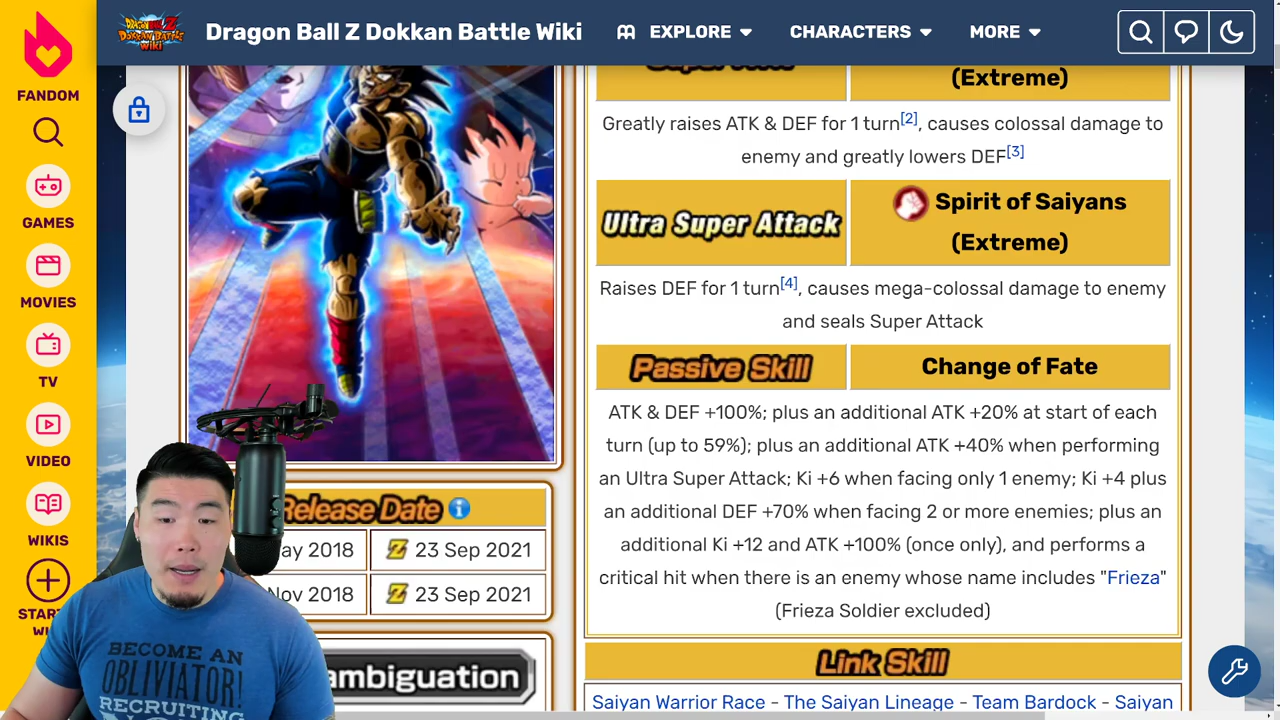 Dragon Ball Z Dokkan Battle Wiki
EXPLORE
CHARACTERS
MORE
FANDOM
GAMES
MOVIES
TV
VIDEO
WIKIS
START
(Extreme)
Greatly raises ATK & DEF for 1 turn[2], causes colossal damage to
enemy and greatly lowers DEF[3]
Ultra Super Attack
Spirit of Saiyans
(Extreme)
Raises DEF for 1 turn[4], causes mega-colossal damage to enemy
and seals Super Attack
Passive Skill
Change of Fate
ATK & DEF +100%; plus an additional ATK +20% at start of each
turn (up to 59%); plus an additional ATK +40% when performing
an Ultra Super Attack; Ki +6 when facing only 1 enemy; Ki +4 plus
an additional DEF +70% when facing 2 or more enemies; plus an
additional Ki +12 and ATK +100% (once only), and performs a
critical hit when there is an enemy whose name includes "Frieza"
(Frieza Soldier excluded)
Link Skill
Saiyan Warrior Race - The Saiyan Lineage - Team Bardock - Saiyan
Release Date
ay 2018
Z 23 Sep 2021
Nov 2018
Z 23 Sep 2021
ambiguation
BECOME AN
OBLIVIATOR!
RECRUITING